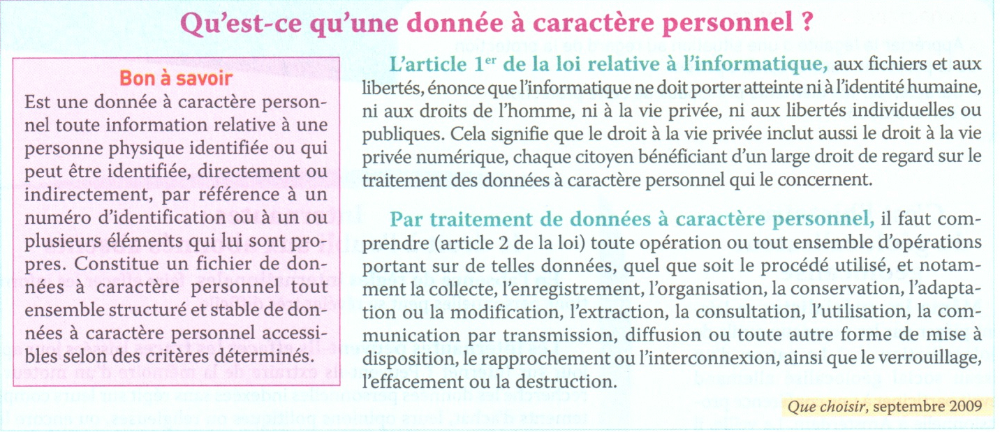 Qu'est-ce qu'une donnée à caractère personnel ?
Bon à savoir
Est une donnée à caractère person-
nel toute information relative à une
personne physique identifiée ou qui
peut être identifiée, directement ou
indirectement, par référence à un
numéro d'identification ou à un ou
plusieurs éléments qui lui sont pro-
pres. Constitue un fichier de don-
nées à caractère personnel tout
ensemble structuré et stable de don-
nées à caractère personnel accessi-
bles selon des critères déterminés.
L'article 1er de la loi relative à l'informatique, aux fichiers et aux
libertés, énonce que l'informatique ne doit porter atteinte ni à l'identité humaine,
ni aux droits de l'homme, ni à la vie privée, ni aux libertés individuelles ou
publiques. Cela signifie que le droit à la vie privée inclut aussi le droit à la vie
privée numérique, chaque citoyen bénéficiant d'un large droit de regard sur le
traitement des données à caractère personnel qui le concernent.
Par traitement de données à caractère personnel, il faut com-
prendre (article 2 de la loi) toute opération ou tout ensemble d'opérations
portant sur de telles données, quel que soit le procédé utilisé, et notam-
ment la collecte, l'enregistrement, l'organisation, la conservation, l'adapta-
tion ou la modification, l'extraction, la consultation, l'utilisation, la com-
munication par transmission, diffusion ou toute autre forme de mise à
disposition, le rapprochement ou l'interconnexion, ainsi que le verrouillage,
l'effacement ou la destruction.
Que choisir, septembre 2009